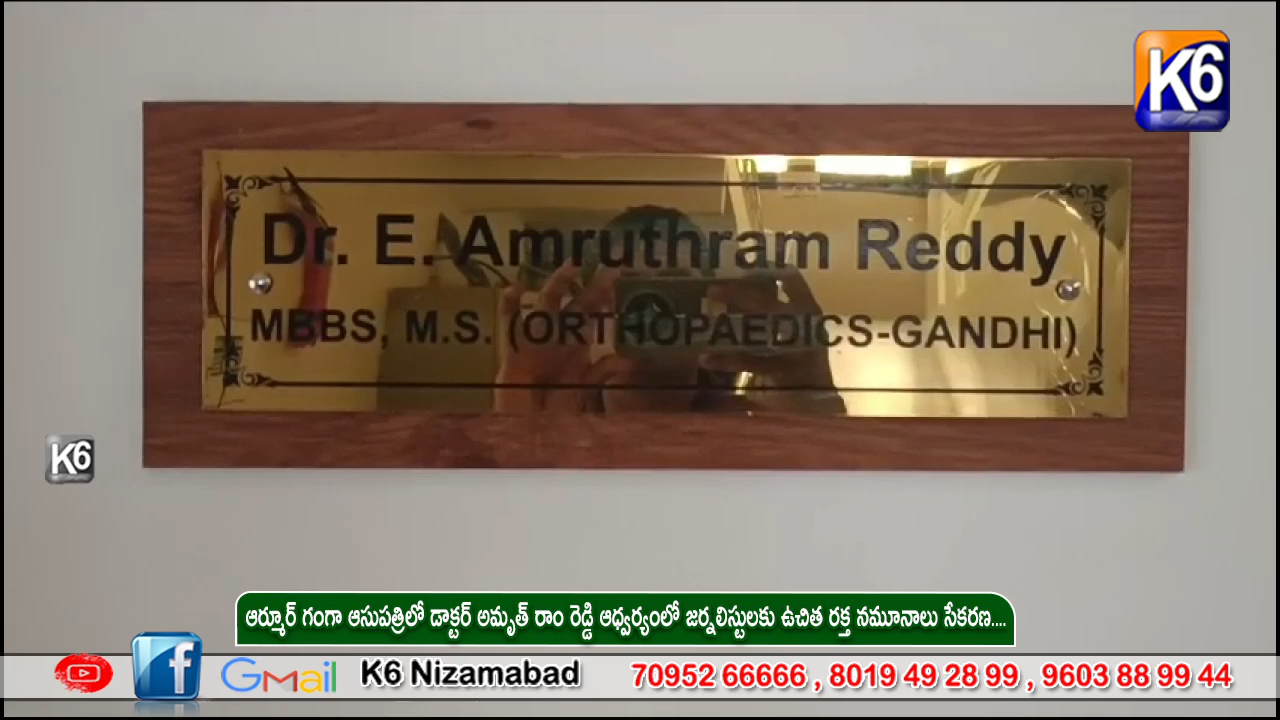 K6
Dr. E. Amruthram Reddy
MBBS, M.S. (ORTHOPAEDICS-GANDHI)
K6
ఆర్మూర్ గంగా ఆసుపత్రిలో డాక్టర్ అమృత్ రాం రెడ్డి ఆధ్వర్యంలో జర్నలిస్టులకు ఉచిత రక్త నమూనాలు సేకరణ....
f Gmail K6 Nizamabad 70952 66666 , 8019 49 28 99 , 9603 88 99 44